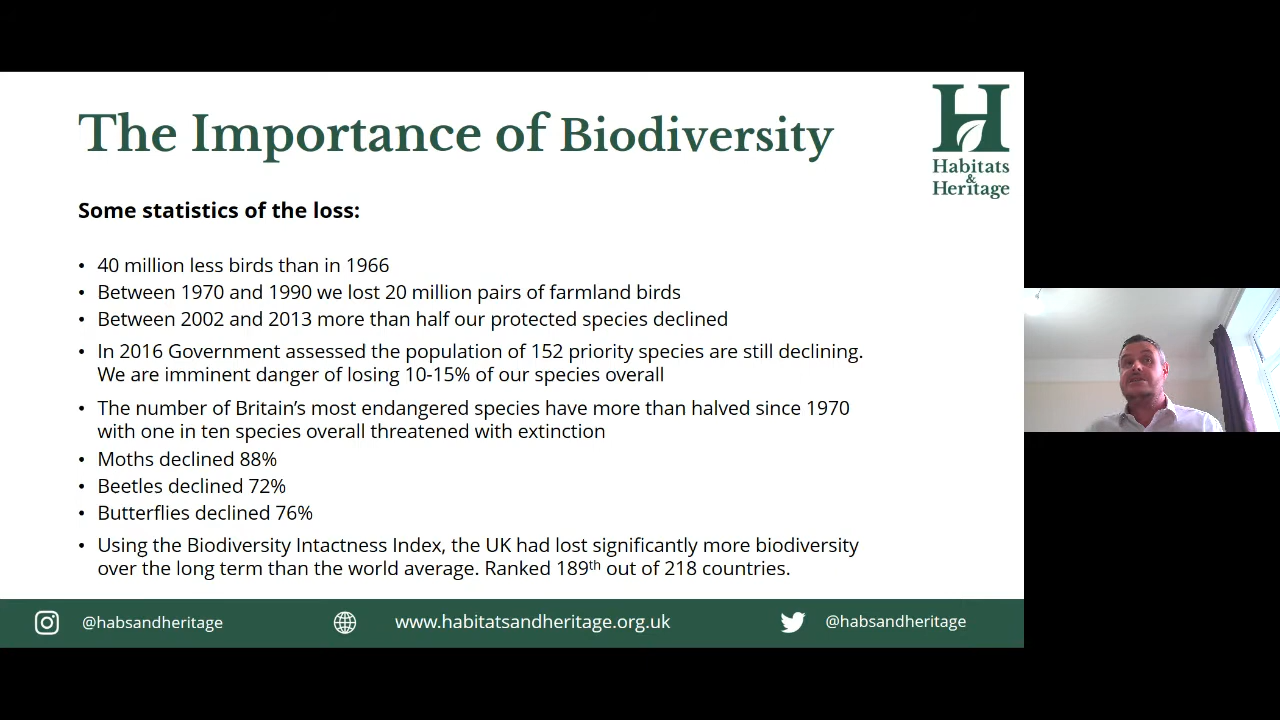 The Importance of Biodiversity
Habitats
&
Heritage
Some statistics of the loss:
• 40 million less birds than in 1966
• Between 1970 and 1990 we lost 20 million pairs of farmland birds
• Between 2002 and 2013 more than half our protected species declined
• In 2016 Government assessed the population of 152 priority species are still declining.
We are imminent danger of losing 10-15% of our species overall
• The number of Britain’s most endangered species have more than halved since 1970
with one in ten species overall threatened with extinction
• Moths declined 88%
• Beetles declined 72%
• Butterflies declined 76%
• Using the Biodiversity Intactness Index, the UK had lost significantly more biodiversity
over the long term than the world average. Ranked 189th out of 218 countries.
@habsandheritage www.habitatsandheritage.org.uk @habsandheritage